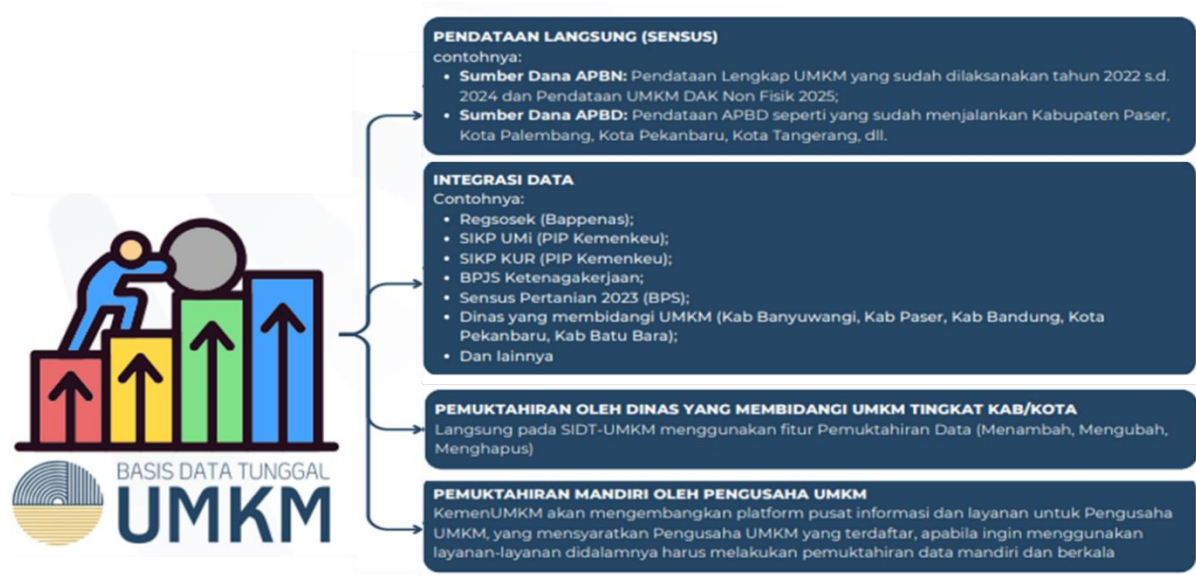 PENDATAAN LANGSUNG (SENSUS)
contohnya:
• Sumber Dana APBN: Pendataan Lengkap UMKM yang sudah dilaksanakan tahun 2022 s.d.
2024 dan Pendataan UMKM DAK Non Fisik 2025;
• Sumber Dana APBD: Pendataan APBD seperti yang sudah menjalankan Kabupaten Paser,
Kota Palembang, Kota Pekanbaru, Kota Tangerang, dll.
INTEGRASI DATA
Contohnya:
• Regsosek (Bappenas);
• SIKP UMi (PIP Kemenkeu);
• SIKP KUR (PIP Kemenkeu);
• BPJS Ketenagakerjaan;
• Sensus Pertanian 2023 (BPS);
• Dinas yang membidangi UMKM (Kab Banyuwangi, Kab Paser, Kab Bandung, Kota
Pekanbaru, Kab Batu Bara);
• Dan lainnya
PEMUKTAHIRAN OLEH DINAS YANG MEMBIDANGI UMKM TINGKAT KAB/KOTA
Langsung pada SIDT-UMKM menggunakan fitur Pemuktahiran Data (Menambah, Mengubah,
Menghapus)
PEMUKTAHIRAN MANDIRI OLEH PENGUSAHA UMKM
KemenUMKM akan mengembangkan platform pusat informasi dan layanan untuk Pengusaha
UMKM, yang mensyaratkan Pengusaha UMKM yang terdaftar, apabila ingin menggunakan
layanan-layanan didalamnya harus melakukan pemuktahiran data mandiri dan berkala
BASIS DATA TUNGGAL
UMKM